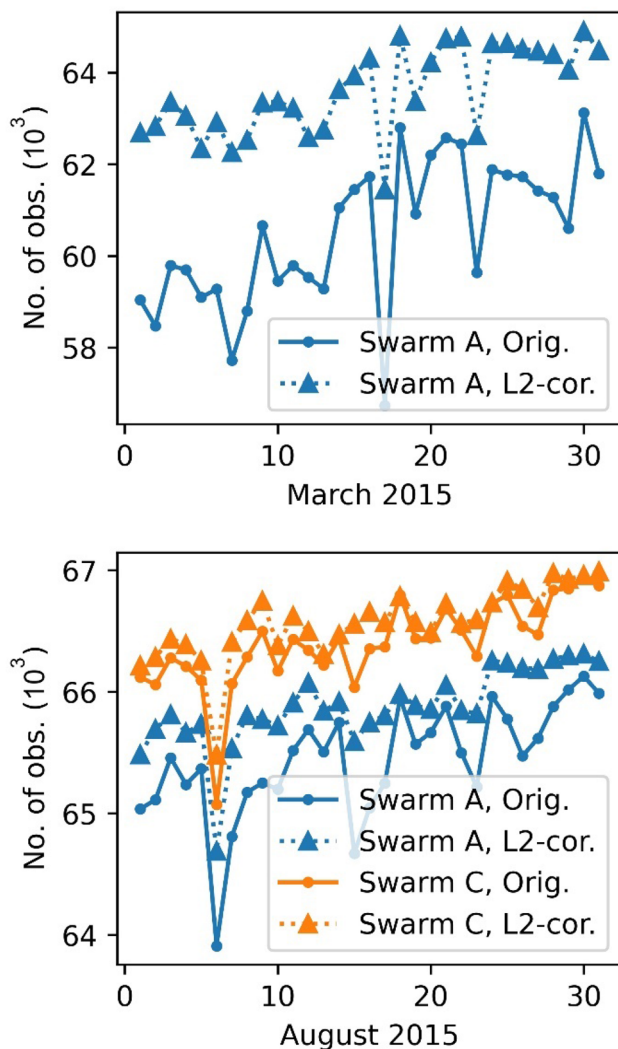 64
62
60
58
No. of obs. (10³)
Swarm A, Orig.
Swarm A, L2-cor.
0
10
20
30
March 2015
67
66
65
64
No. of obs. (10³)
Swarm A, Orig.
Swarm A, L2-cor.
Swarm C, Orig.
Swarm C, L2-cor.
0
10
20
30
August 2015